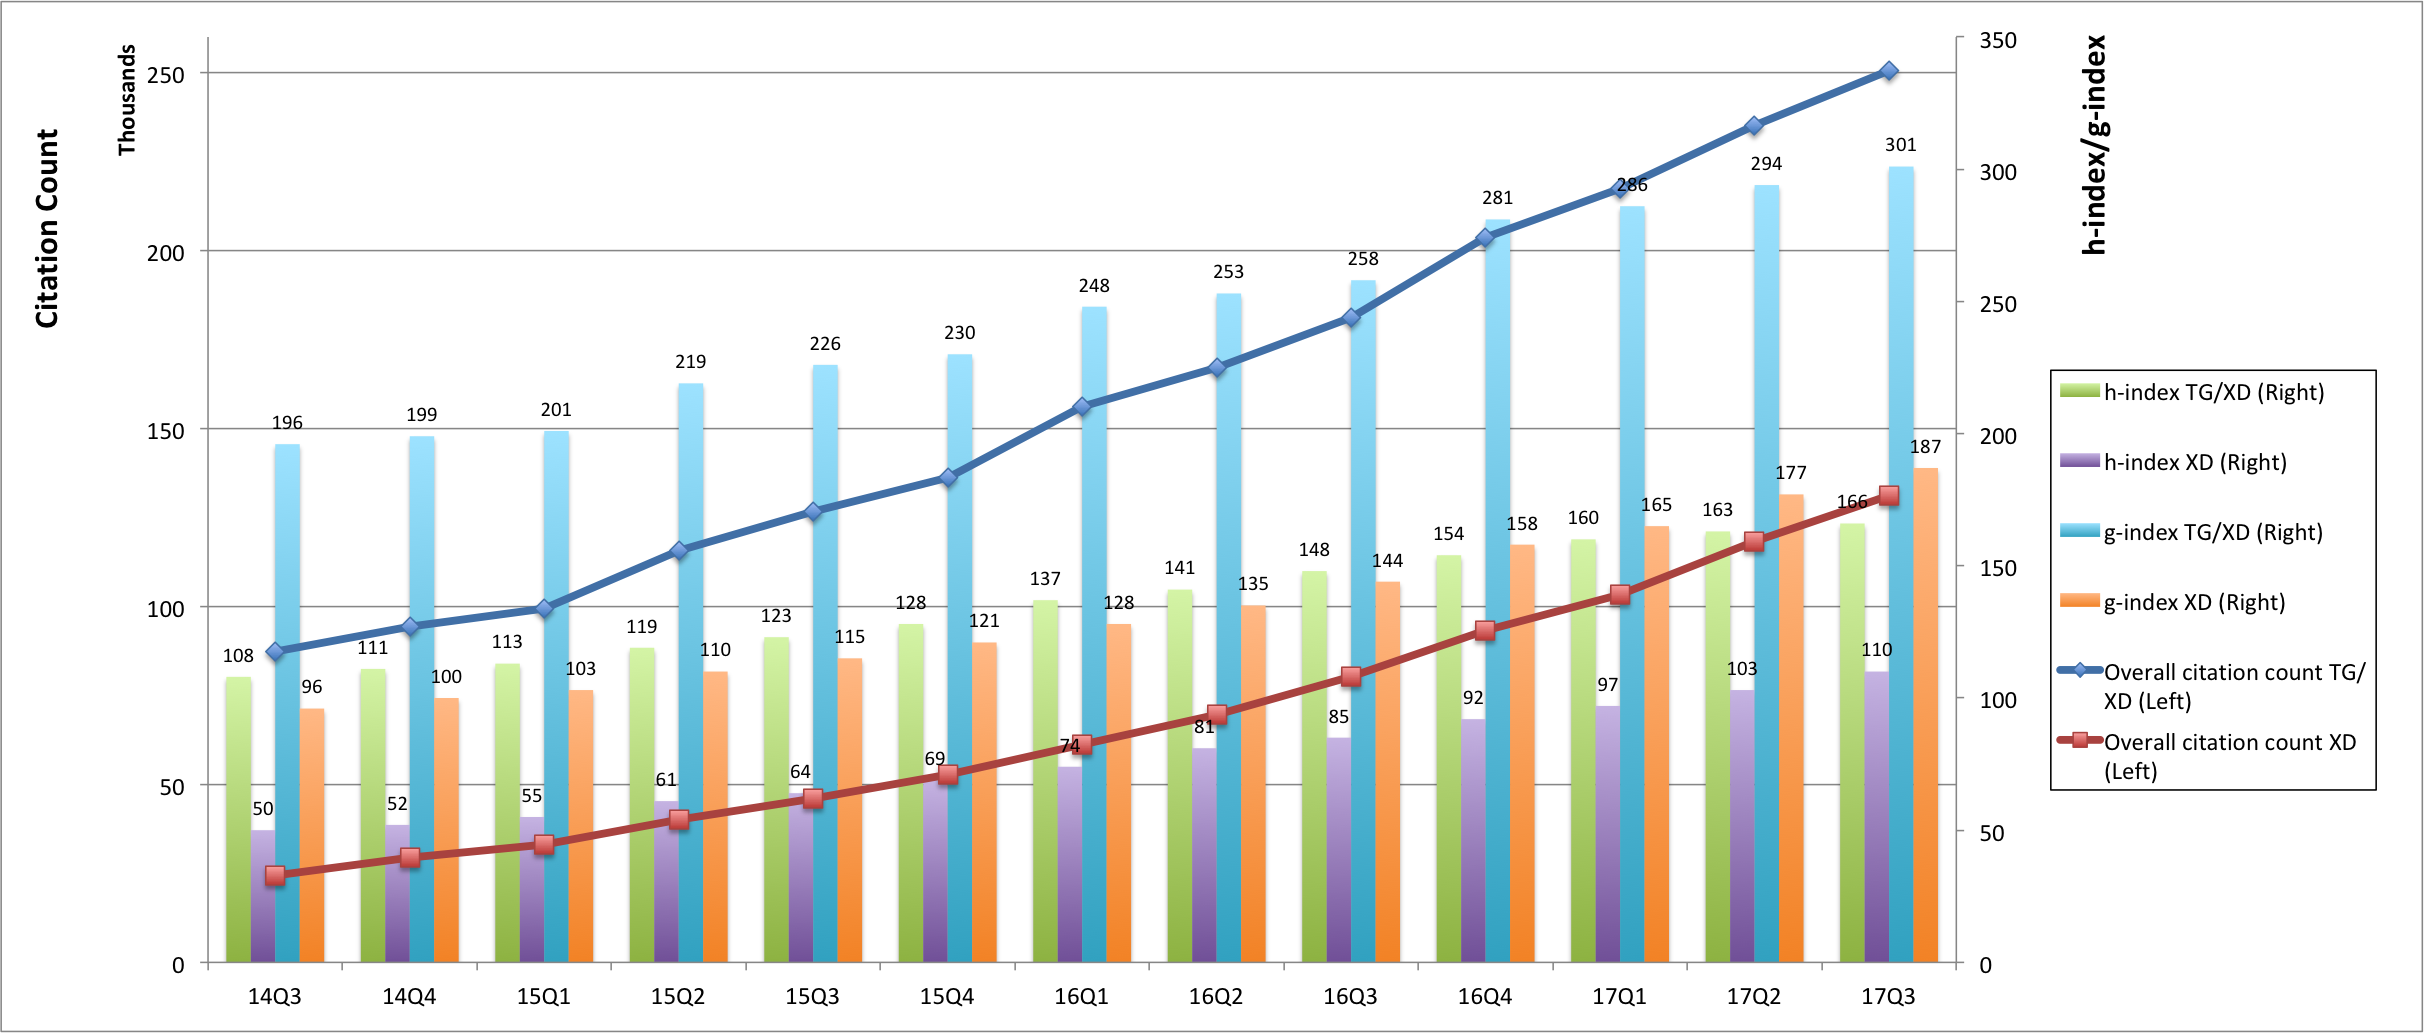 Citation Count
Thousands
250
200
150
100
50
0
350
300
250
200
150
100
50
0
h-index/g-index
108 50 196 96
111 52 199 100
113 55 201 103
119 61 219 110
123 64 226 115
128 69 230 121
137 74 248 128
141 81 253 135
148 85 258 144
154 92 281 158
160 97 286 165
163 103 294 177
166 110 301 187
14Q3 14Q4 15Q1 15Q2 15Q3 15Q4 16Q1 16Q2 16Q3 16Q4 17Q1 17Q2 17Q3
h-index TG/XD (Right)
h-index XD (Right)
g-index TG/XD (Right)
g-index XD (Right)
Overall citation count TG/
XD (Left)
Overall citation count XD
(Left)